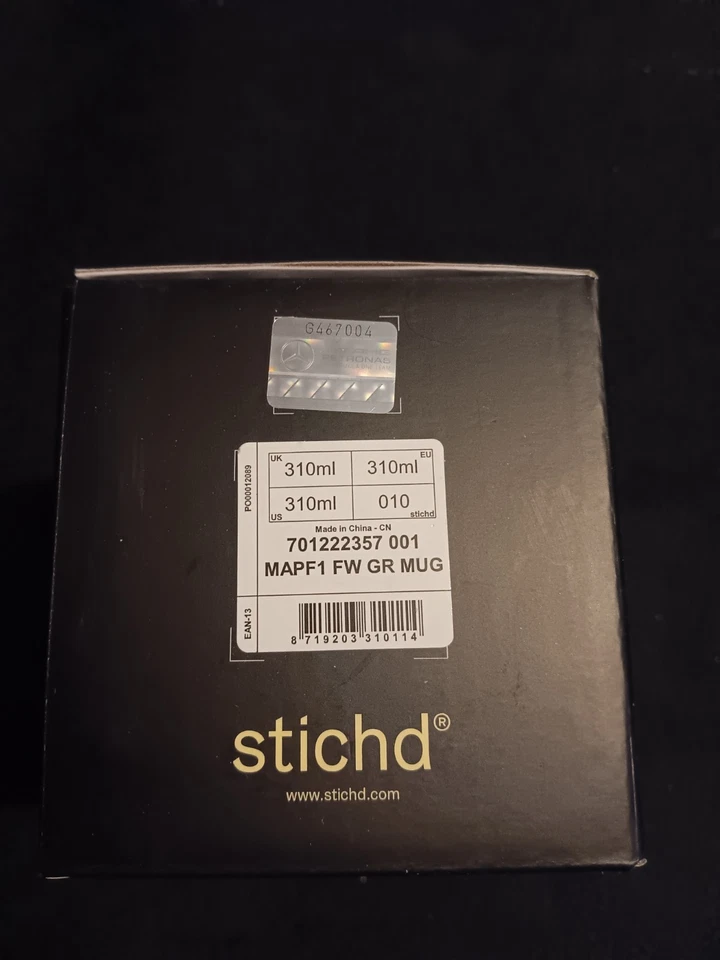 G467004
PETRONAS
UK 310ml 310ml EU
US 310ml 010 stichd
Made in China - CN
701222357 001
MAPF1 FW GR MUG
PO00012089
EAN-13
8 719203 310114
stichd®
www.stichd.com